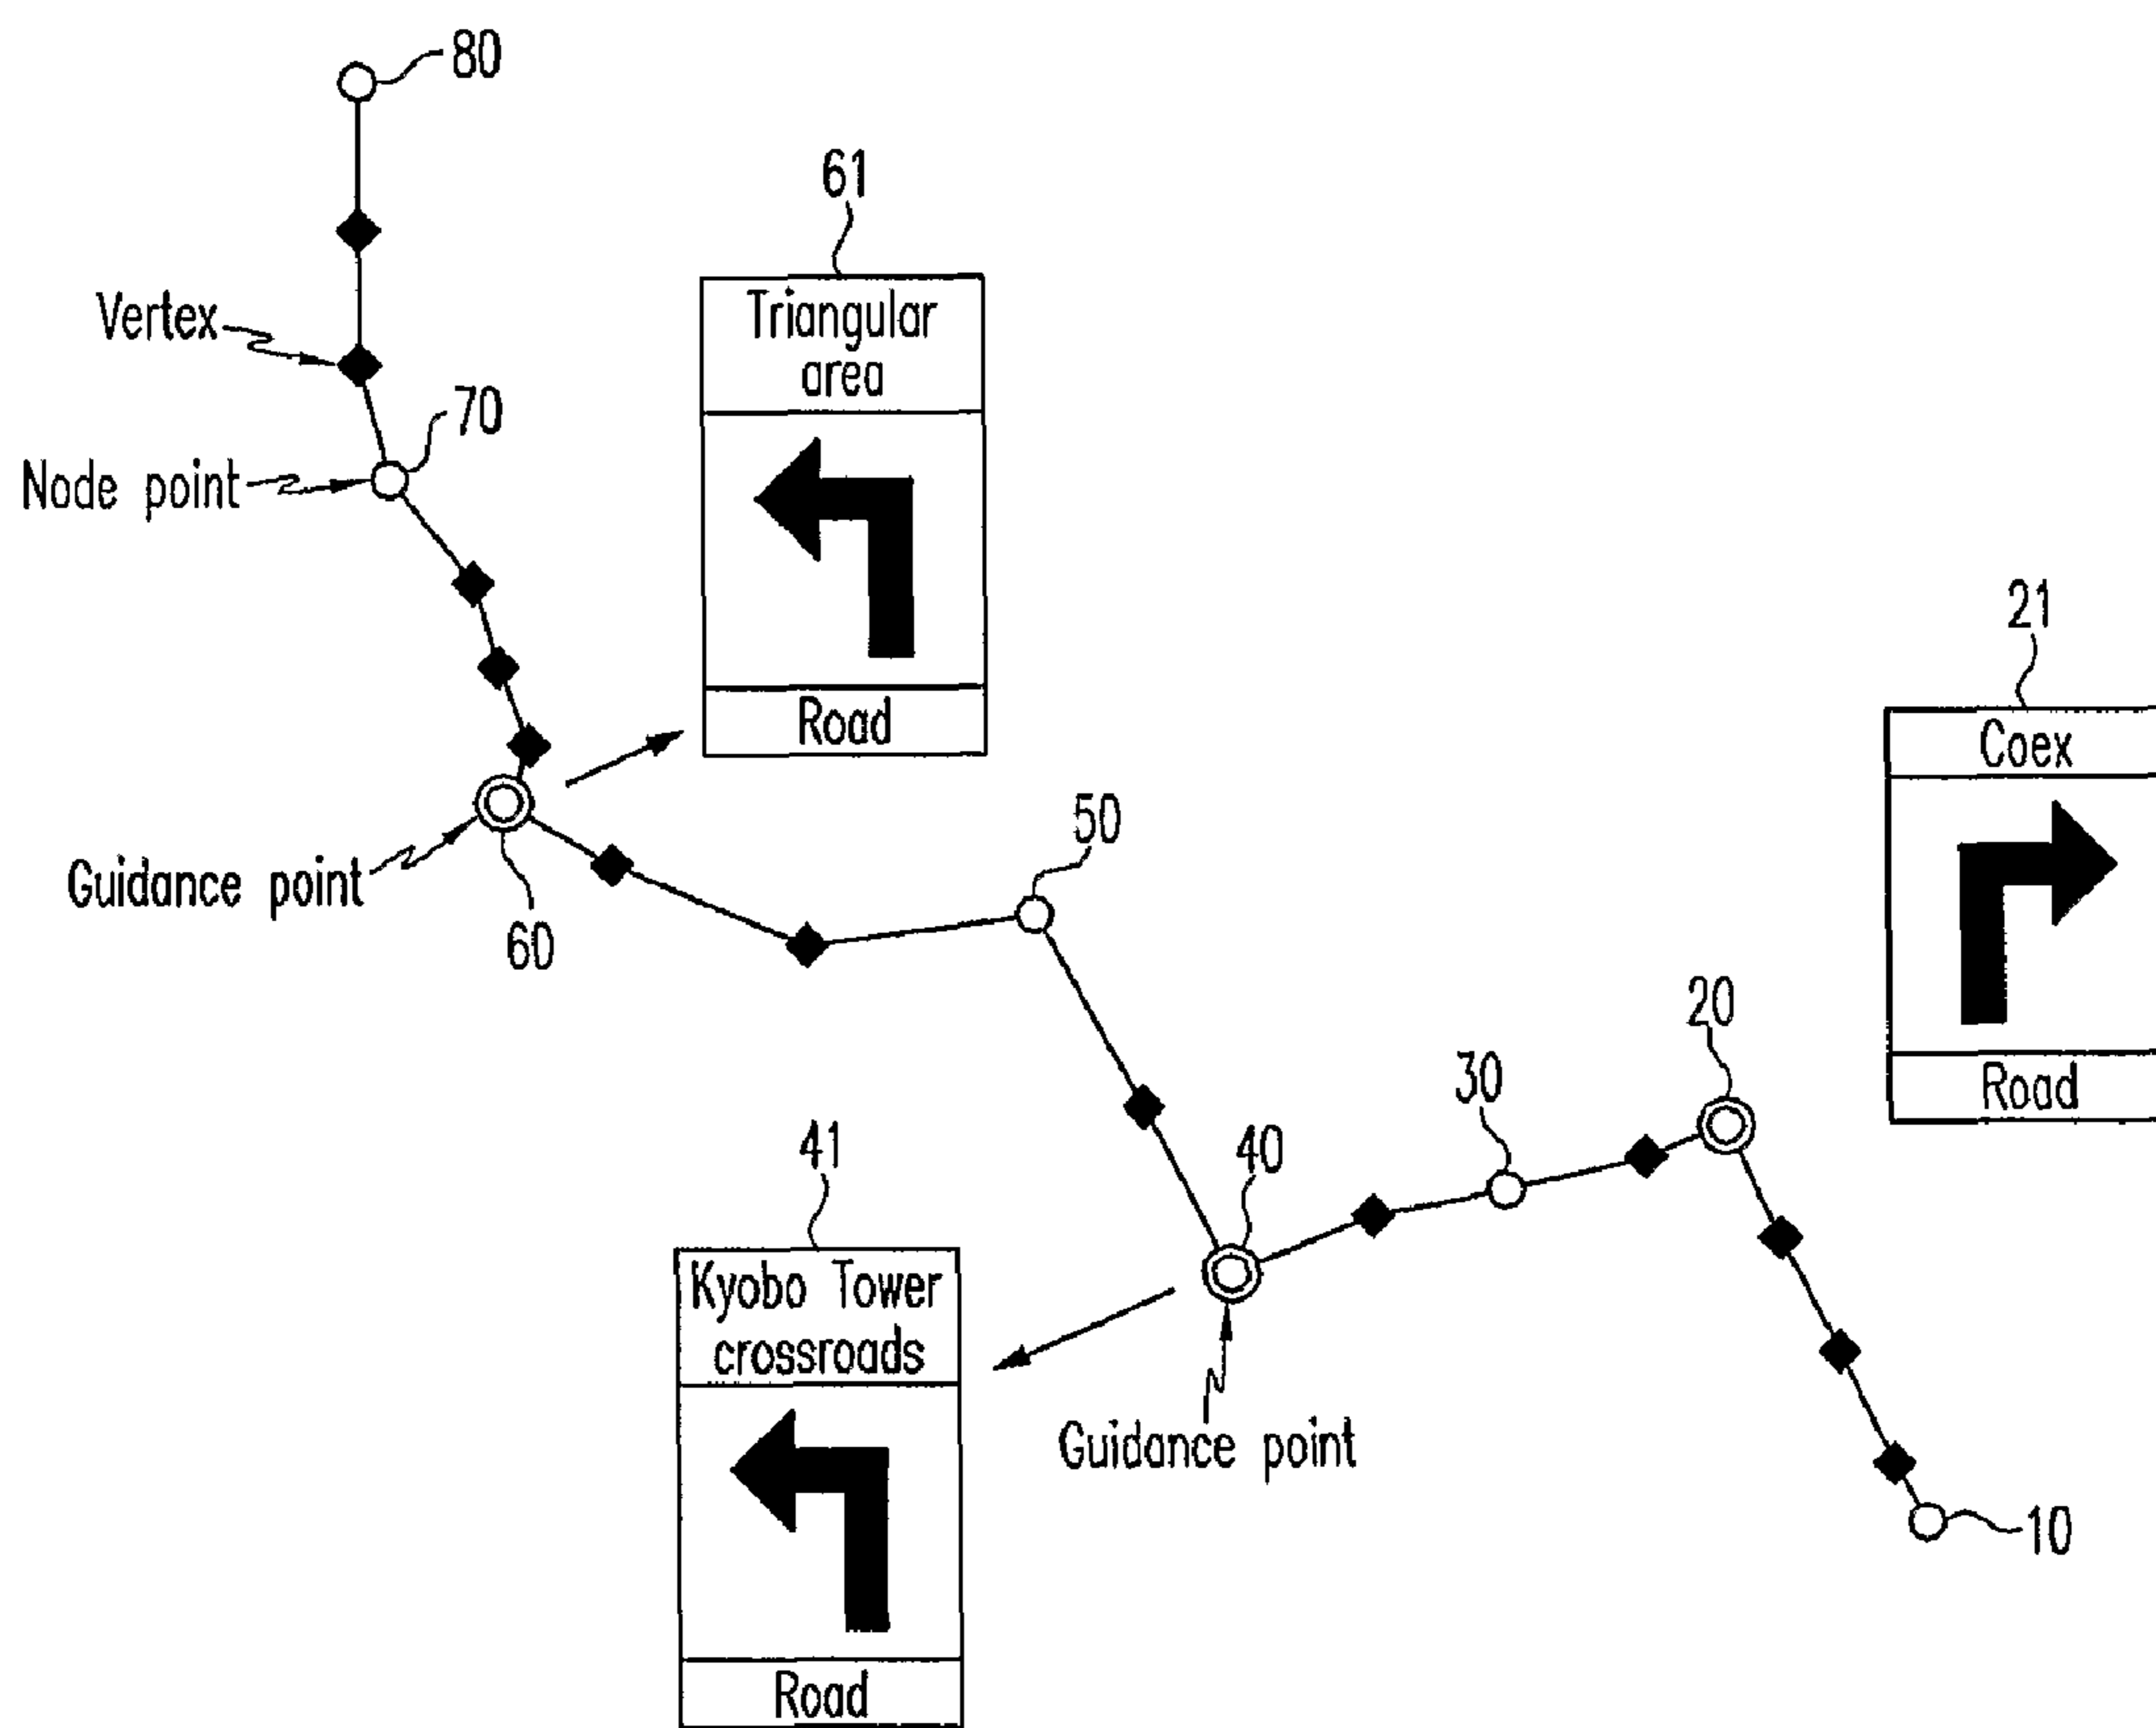 80
61
Triangular
area
Vertex
70
Node point
Road
21
Coex
50
Guidance point
60
20
30
Road
41
40
Kyobo Tower
crossroads
Guidance point
10
Road